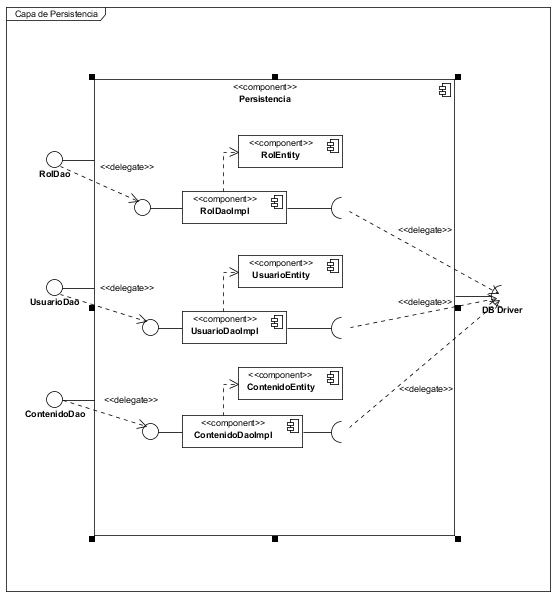 Capa de Persistencia
<<component>>
Persistencia
<<component>>
RolEntity
<<delegate>>
RolDao
<<component>>
RolDaoImpl
<<delegate>>
<<component>>
UsuarioEntity
<<delegate>>
UsuarioDao
<<component>>
UsuarioDaoImpl
<<delegate>>
DB Driver
<<component>>
ContenidoEntity
<<delegate>>
<<delegate>>
ContenidoDao
<<component>>
ContenidoDaoImpl